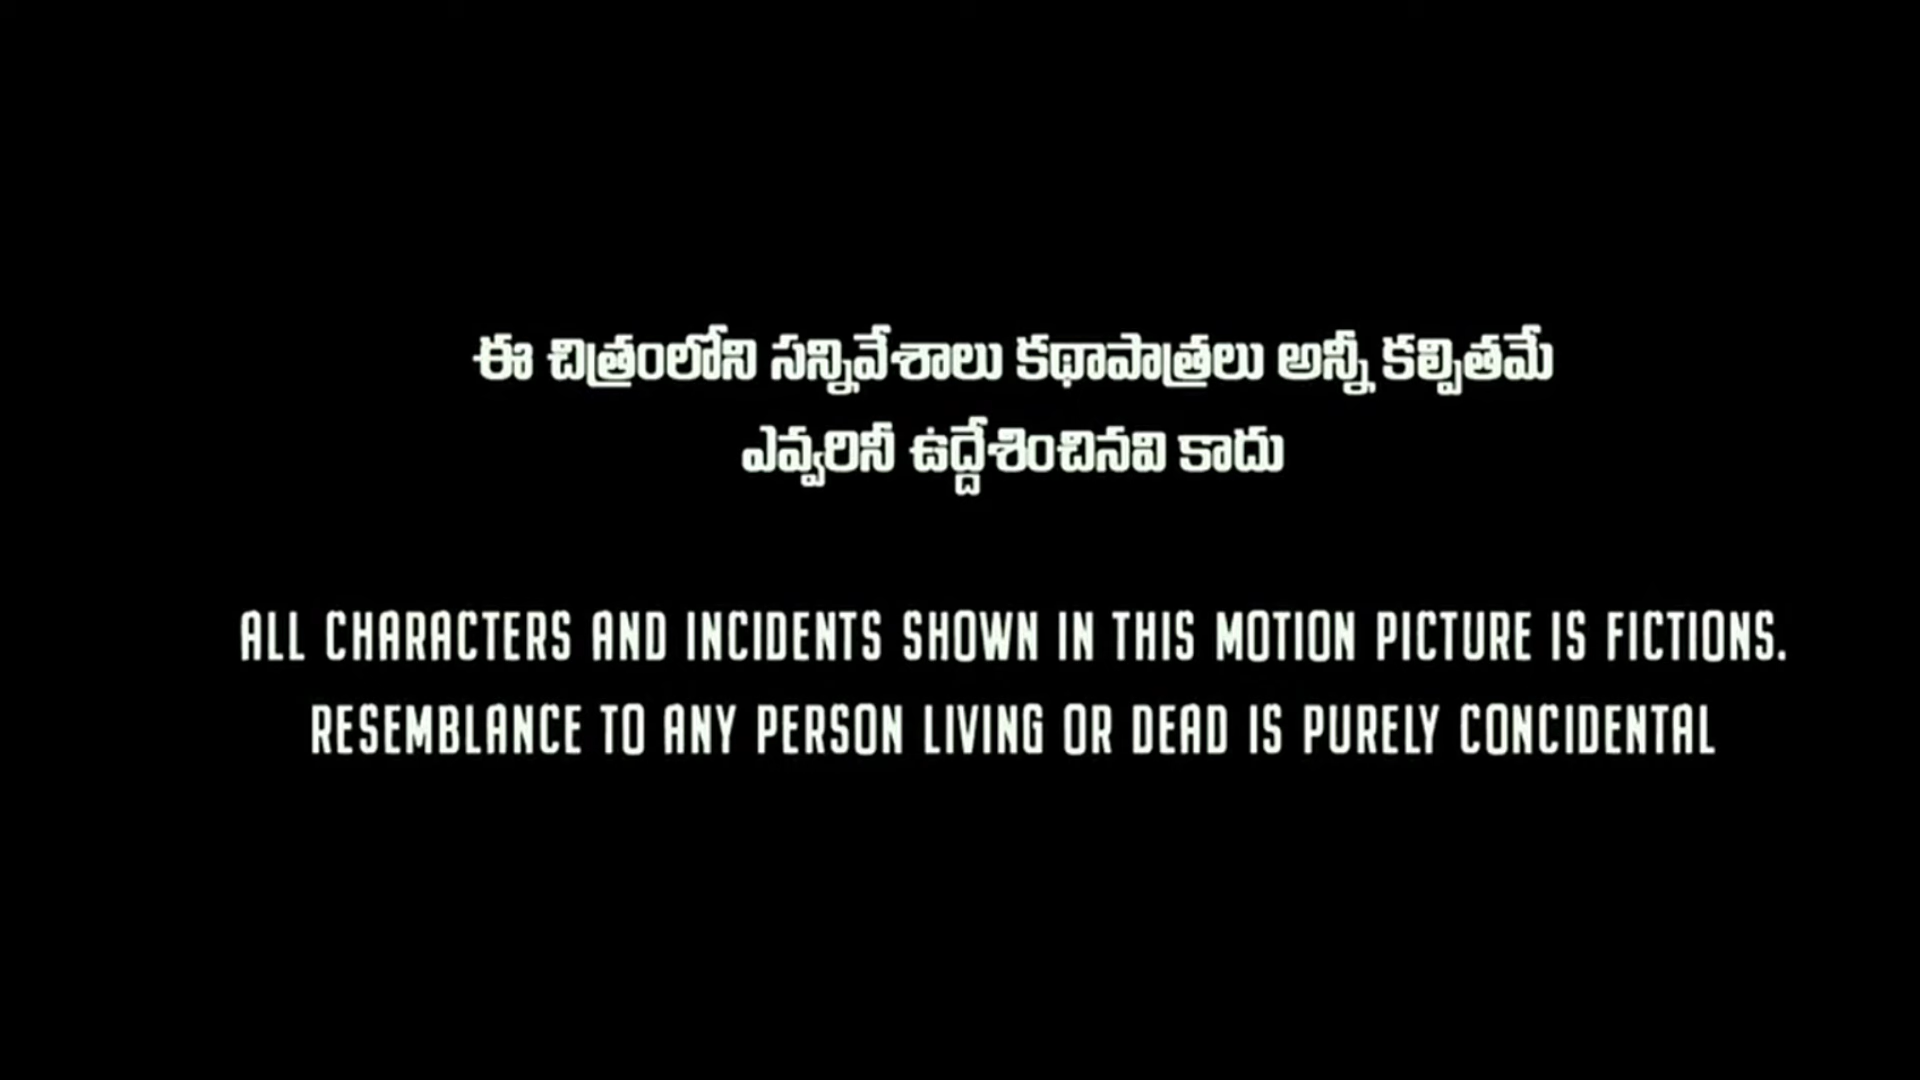 ఈ చిత్రంలోని సన్నివేశాలు కథాపాత్రలు అన్నీ కల్పితమే
ఎవ్వరినీ ఉద్దేశించినవి కాదు
ALL CHARACTERS AND INCIDENTS SHOWN IN THIS MOTION PICTURE IS FICTIONS.
RESEMBLANCE TO ANY PERSON LIVING OR DEAD IS PURELY CONCIDENTAL